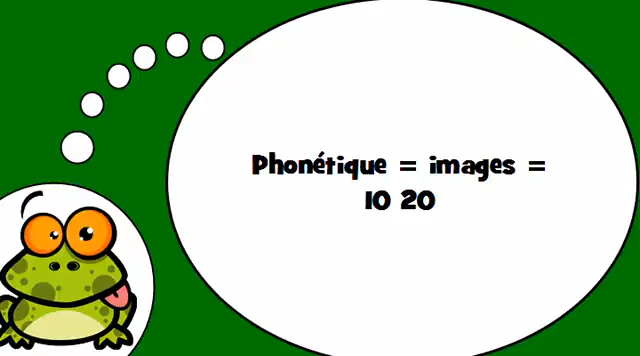 Phonétique = images =
10 20